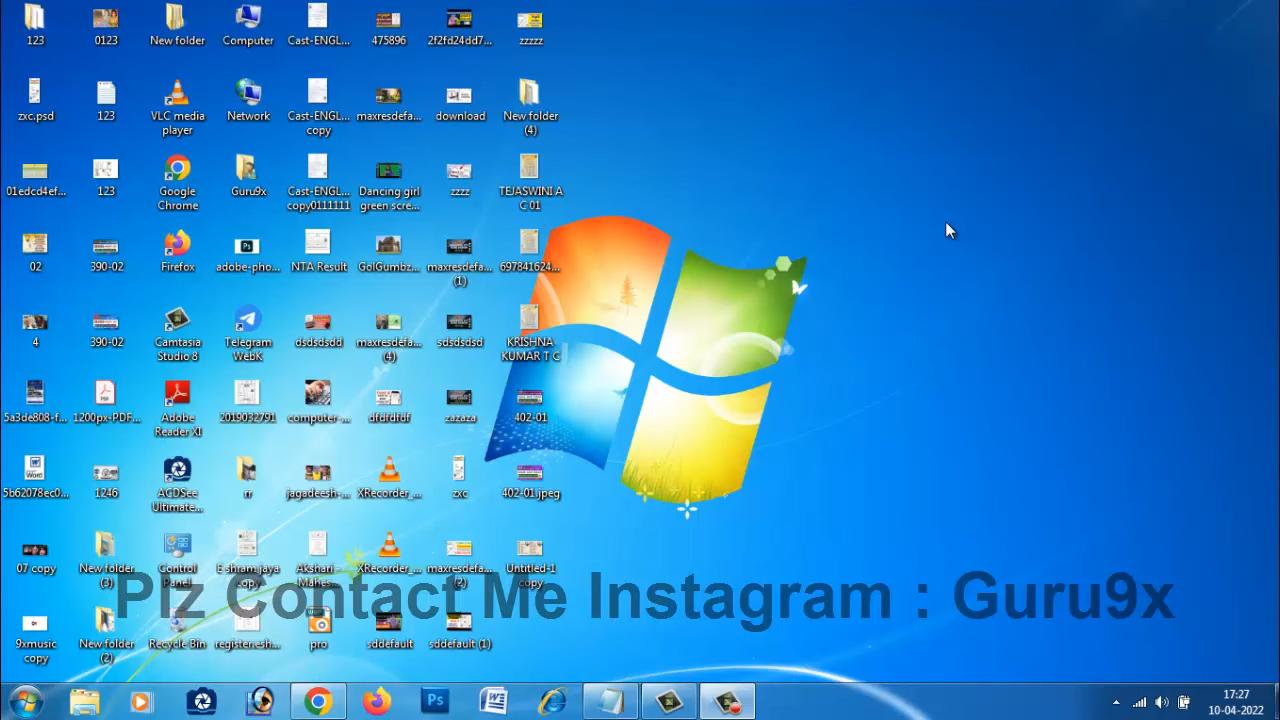 123
0123
New folder
Computer
Cast-ENGL...
475896
2f2fd24dd7...
zzzzz
zxc.psd
123
VLC media
player
Network
Cast-ENGL...
copy
maxresdefa...
download
New folder
(4)
01edcd4ef...
123
Google
Chrome
Guru9x
Cast-ENGL...
copy0111111
Dancing girl
green scre...
zzzz
TEJASWINI A
C 01
02
390-02
Firefox
adobe-pho...
NTA Result
GolGumbz...
maxresdefa...
(1)
697841624...
4
390-02
Camtasia
Studio 8
Telegram
WebK
dsdsdsdd
maxresdefa...
(4)
sdsdsdsd
KRISHNA
KUMAR T C
5a3de808-f...
1200px-PDF...
Adobe
Reader XI
2019032791
computer-...
dfdfdfdf
zazaza
402-01
5b62078ec0...
1246
ACDSee
Ultimate...
rr
jagadeesh-...
XRecorder_...
zxc
402-01.jpeg
07 copy
New folder
(3)
Control
Panel
E shram jaya
copy
Akshari -
Mahes...
XRecorder_...
maxresdefa...
(2)
Untitled-1
copy
Plz Contact Me Instagram : Guru9x
9xmusic
copy
New folder
(2)
Recycle Bin
registeresh...
pro
sddefault
sddefault (1)
17:27
10-04-2022